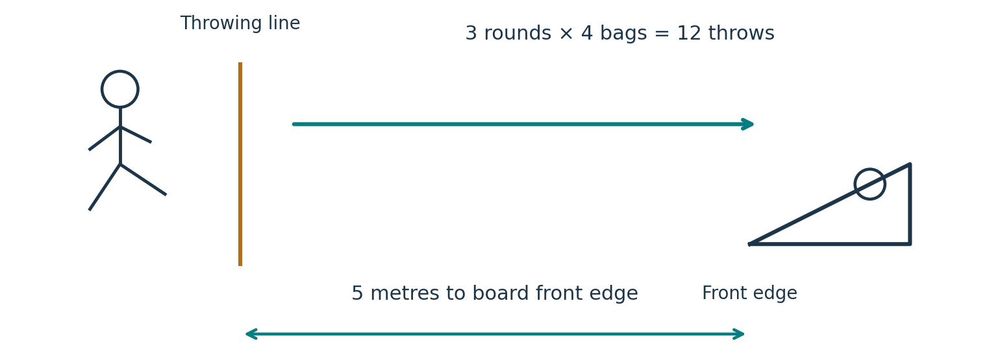 Throwing line
3 rounds × 4 bags = 12 throws
5 metres to board front edge
Front edge